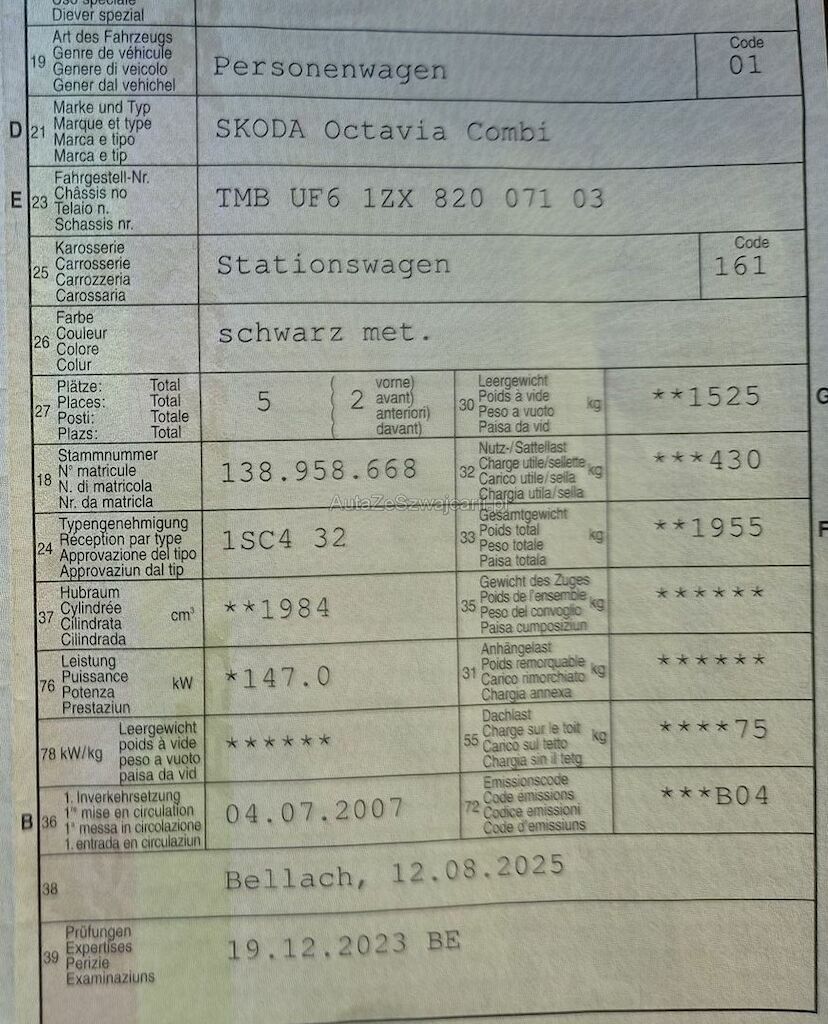 Uso speciale
Diever spezial
19 Art des Fahrzeugs
Genre de véhicule
Genere di veicolo
Gener dal vehichel
Personenwagen
Code
01
D 21 Marke und Typ
Marque et type
Marca e tipo
Marca e tip
SKODA Octavia Combi
E 23 Fahrgestell-Nr.
Châssis no
Telaio n.
Schassis nr.
TMB UF6 1ZX 820 071 03
25 Karosserie
Carrosserie
Carrozzeria
Carossaria
Stationswagen
Code
161
26 Farbe
Couleur
Colore
Colur
schwarz met.
27 Plätze: Total
Places: Total
Posti: Totale
Plazs: Total
5 ( 2 vorne)
avant)
anteriori)
davant)
30 Leergewicht
Poids à vide
Peso a vuoto
Paisa da vid
kg
**1525
G
18 Stammnummer
N° matricule
N. di matricola
Nr. da matricla
138.958.668
32 Nutz-/Sattellast
Charge utile/sellette
Carico utile/sella
Chargia utila/sella
kg
***430
AutaZeSzwajcarii.pl
24 Typengenehmigung
Réception par type
Approvazione del tipo
Approvaziun dal tip
1SC4 32
33 Gesamtgewicht
Poids total
Peso totale
Paisa totala
kg
**1955
F
37 Hubraum
Cylindrée
Cilindrata
Cilindrada
cm³
**1984
35 Gewicht des Zuges
Poids de l'ensemble
Peso del convoglio
Paisa cumposiziun
kg
******
76 Leistung
Puissance
Potenza
Prestaziun
kW
*147.0
31 Anhängelast
Poids remorquable
Carico rimorchiato
Chargia annexa
kg
******
78 kW/kg
Leergewicht
poids à vide
peso a vuoto
paisa da vid
******
55 Dachlast
Charge sur le toit
Carico sul tetto
Chargia sin il tetg
kg
****75
B 36 1. Inverkehrsetzung
1re mise en circulation
1a messa in circolazione
1. entrada en circulaziun
04.07.2007
72 Emissionscode
Code émissions
Codice emissioni
Code d'emissiuns
***B04
38 Bellach, 12.08.2025
39 Prüfungen
Expertises
Perizie
Examinaziuns
19.12.2023 BE